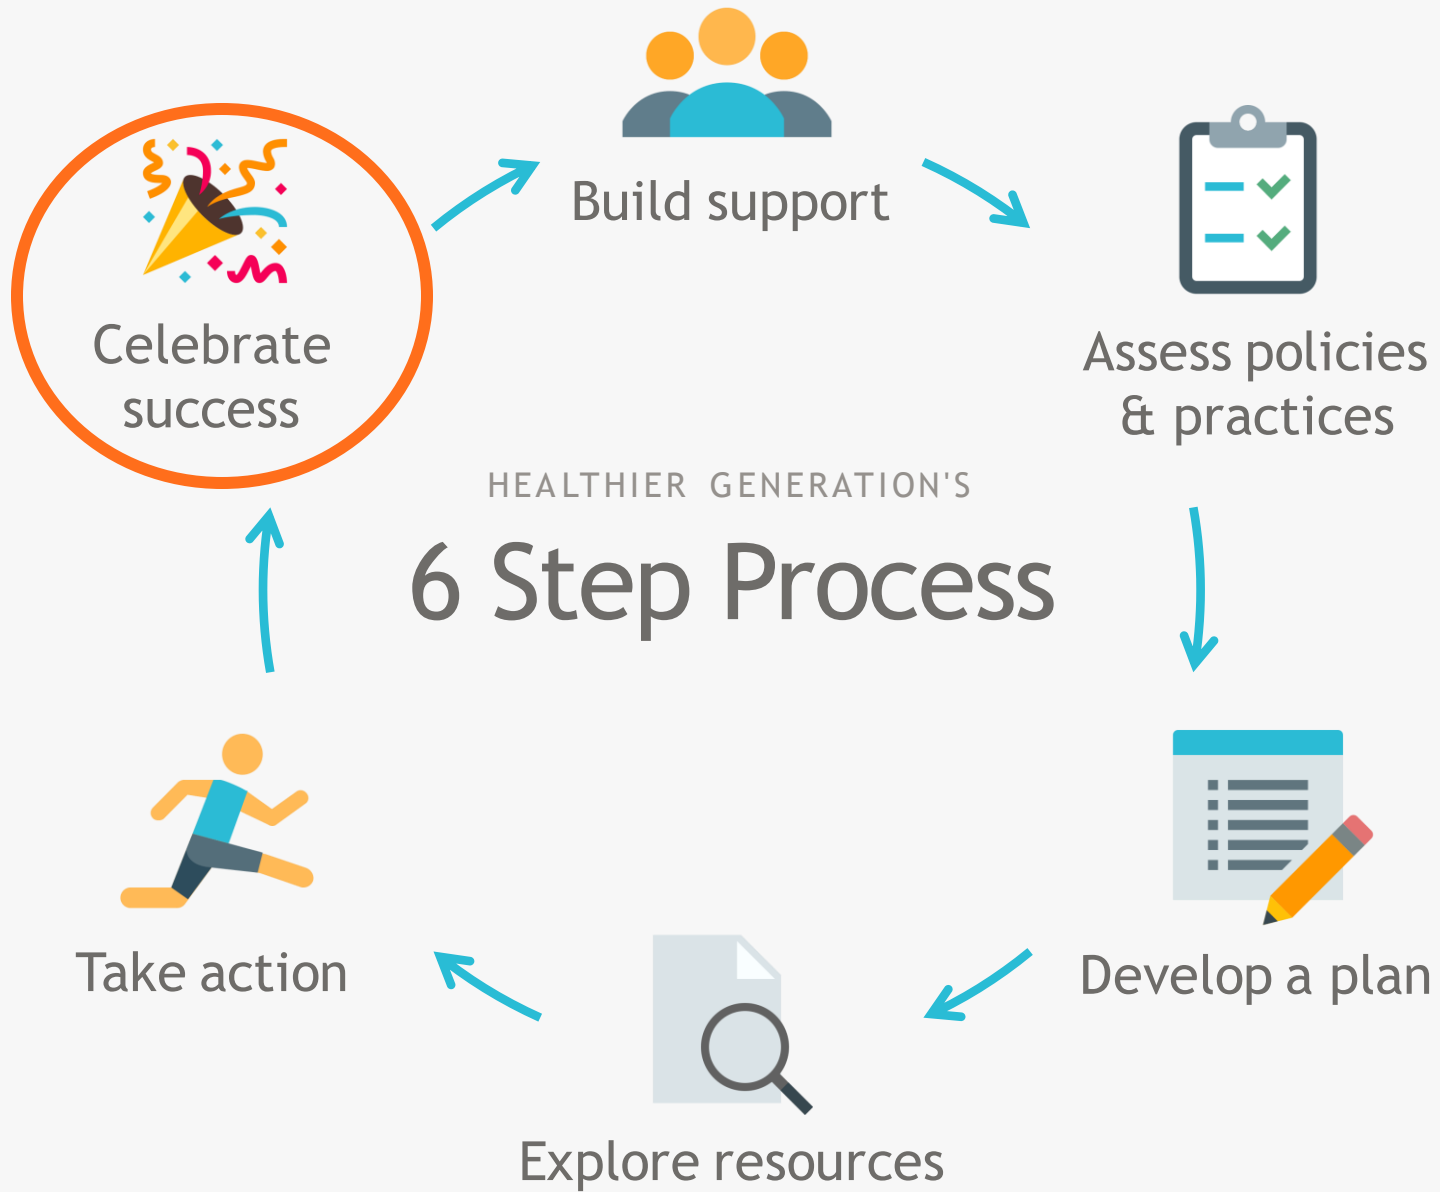 Build support
Celebrate
success
Assess policies
& practices
HEALTHIER GENERATION'S
6 Step Process
Take action
Develop a plan
Explore resources